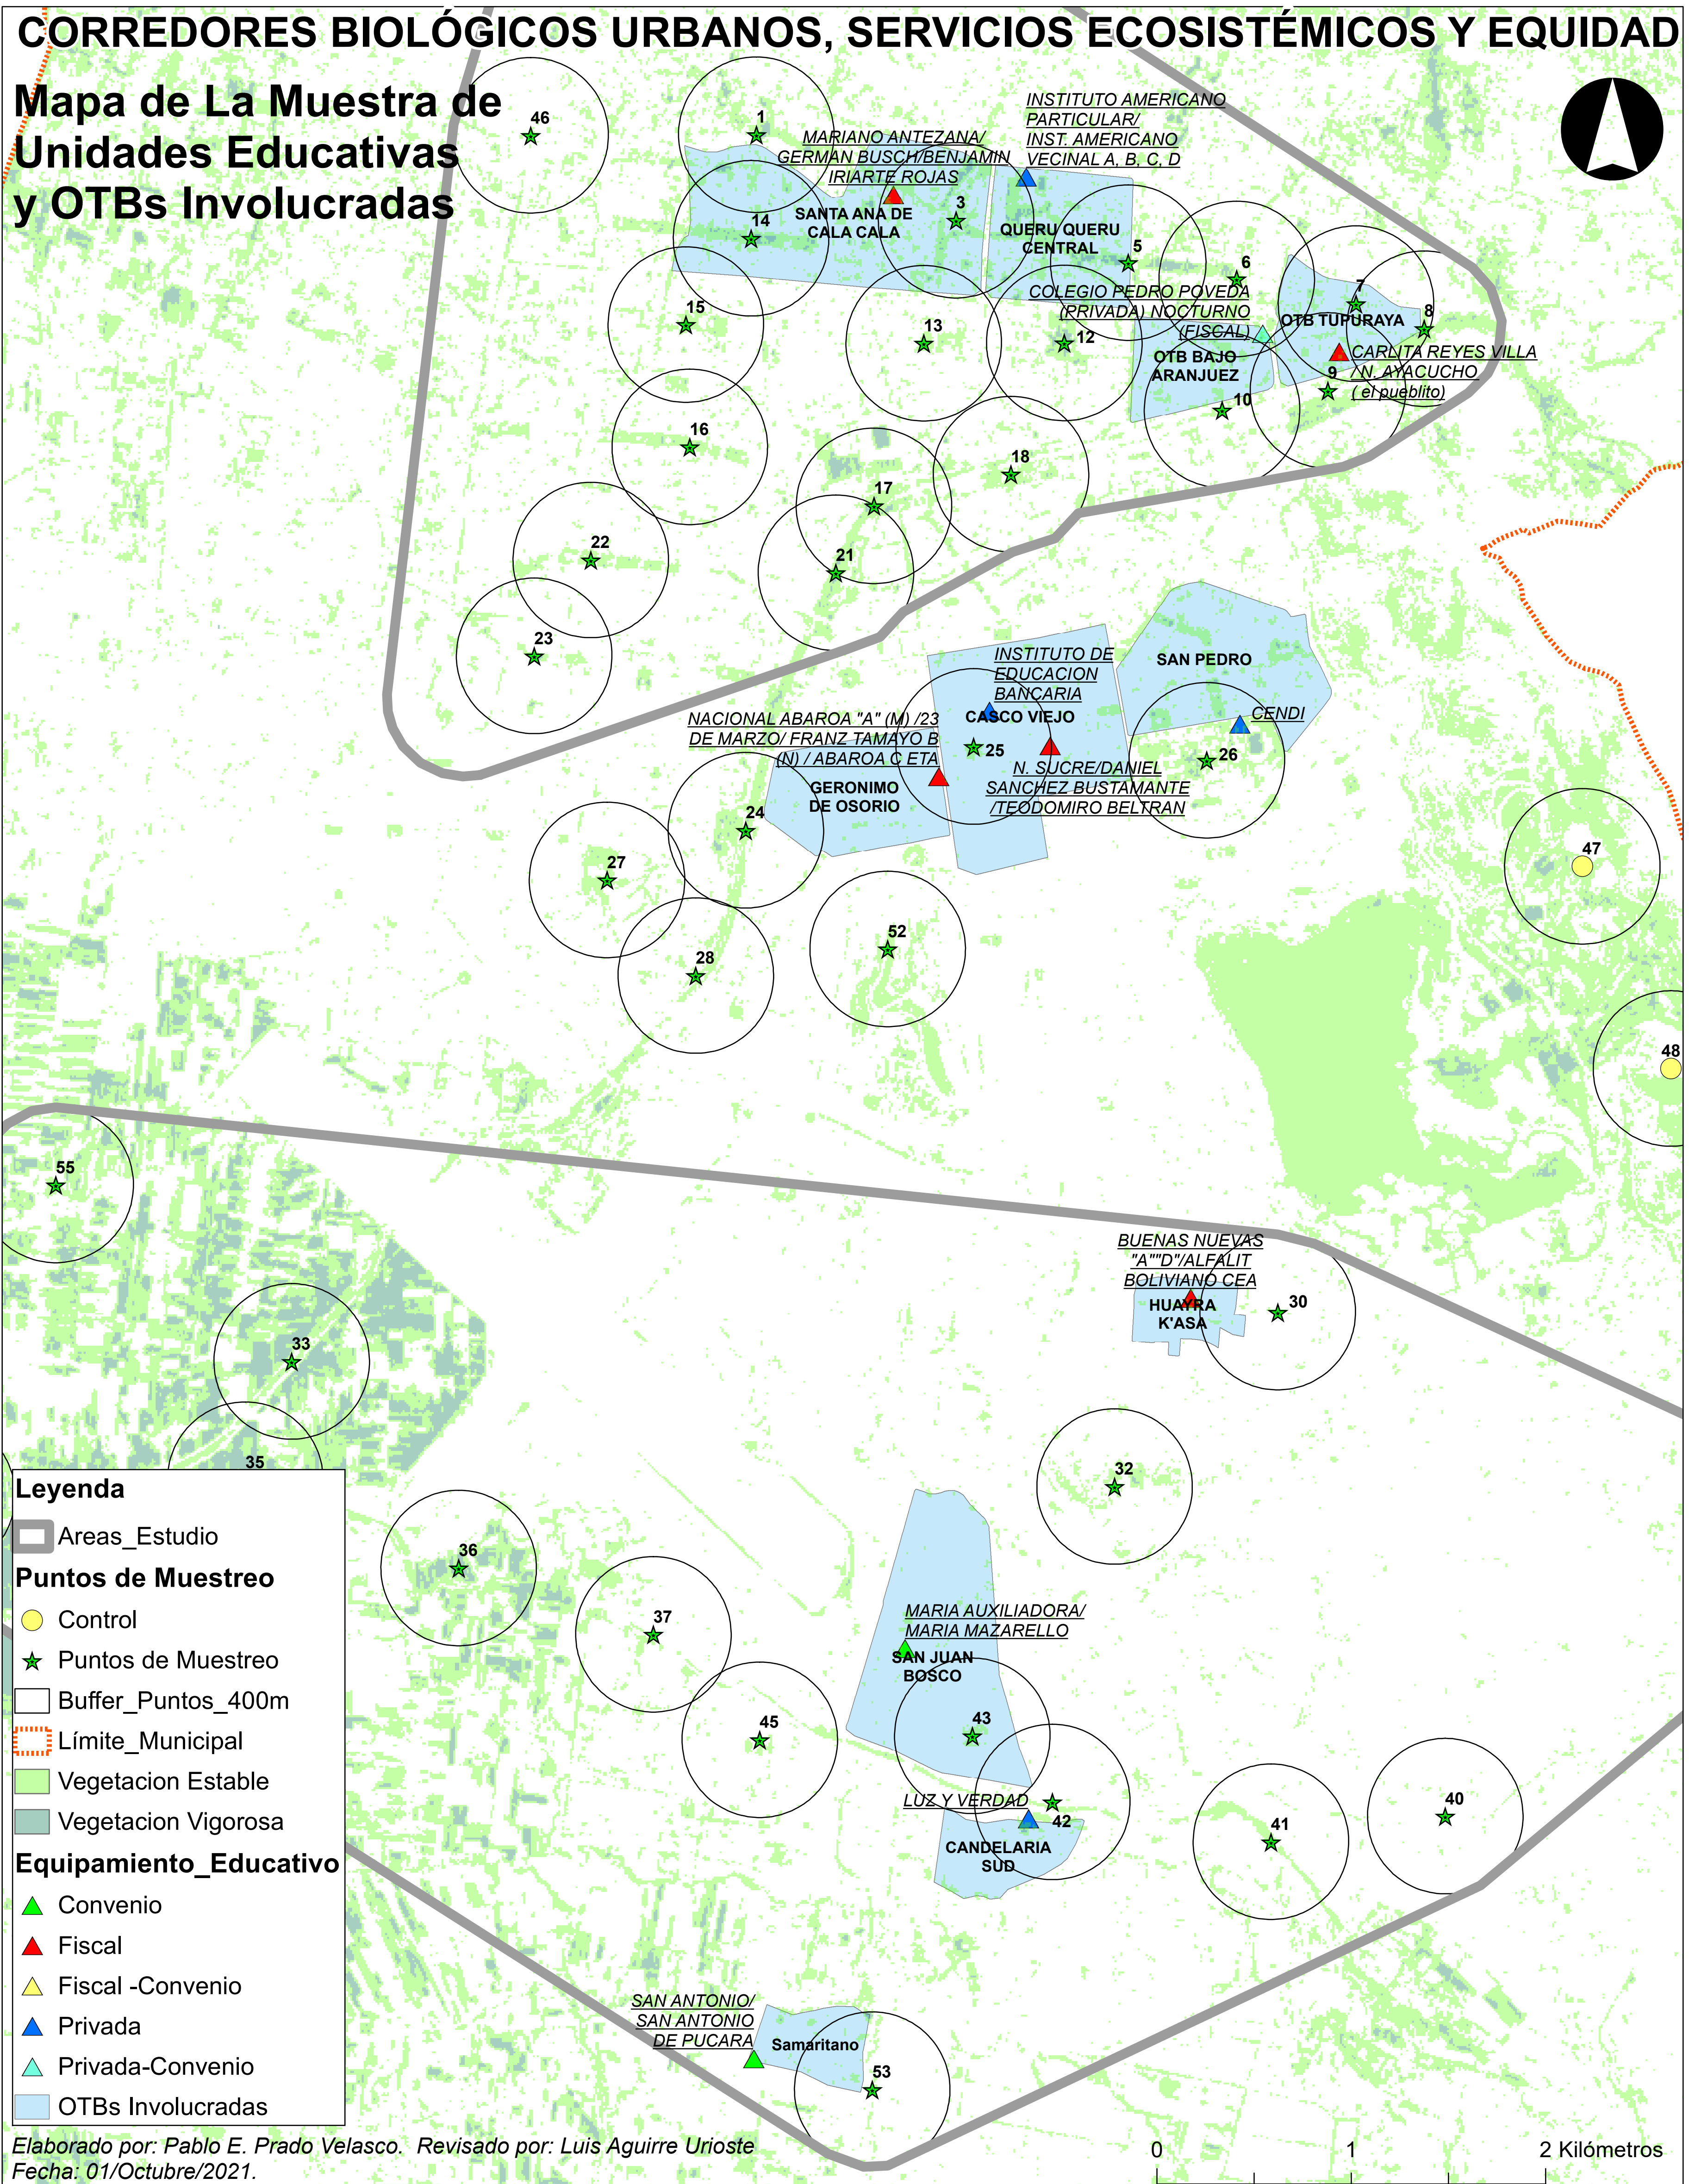 CORREDORES BIOLÓGICOS URBANOS, SERVICIOS ECOSISTÉMICOS Y EQUIDAD
Mapa de La Muestra de
Unidades Educativas
y OTBs Involucradas
46
1
MARIANO ANTEZANA/
GERMAN BUSCH/BENJAMIN
IRIARTE ROJAS
INSTITUTO AMERICANO
PARTICULAR/
INST. AMERICANO
VECINAL A, B, C, D
14
SANTA ANA DE
CALA CALA
3
QUERU QUERU
CENTRAL
5
6
7
8
15
13
12
COLEGIO PEDRO POVEDA
(PRIVADA) NOCTURNO
(FISCAL)
OTB TUPURAYA
OTB BAJO
ARANJUEZ
CARLITA REYES VILLA
/ N. AYACUCHO
( el pueblito)
9
10
16
18
17
22
21
23
SAN PEDRO
INSTITUTO DE
EDUCACION
BANCARIA
CASCO VIEJO
CENDI
NACIONAL ABAROA "A" (M) /23
DE MARZO/ FRANZ TAMAYO B
(N) / ABAROA C ETA
25
26
N. SUCRE/DANIEL
SANCHEZ BUSTAMANTE
/TEODOMIRO BELTRAN
GERONIMO
DE OSORIO
24
27
47
52
28
48
55
BUENAS NUEVAS
"A""D"/ALFALIT
BOLIVIANO CEA
HUAYRA
K'ASA
30
33
35
32
36
37
MARIA AUXILIADORA/
MARIA MAZARELLO
SAN JUAN
BOSCO
45
43
LUZ Y VERDAD
42
CANDELARIA
SUD
41
40
SAN ANTONIO/
SAN ANTONIO
DE PUCARA
Samaritano
53
Leyenda
Areas_Estudio
Puntos de Muestreo
Control
Puntos de Muestreo
Buffer_Puntos_400m
Límite_Municipal
Vegetacion Estable
Vegetacion Vigorosa
Equipamiento_Educativo
Convenio
Fiscal
Fiscal -Convenio
Privada
Privada-Convenio
OTBs Involucradas
Elaborado por: Pablo E. Prado Velasco.  Revisado por: Luis Aguirre Urioste
Fecha: 01/Octubre/2021.
0 1 2 Kilómetros